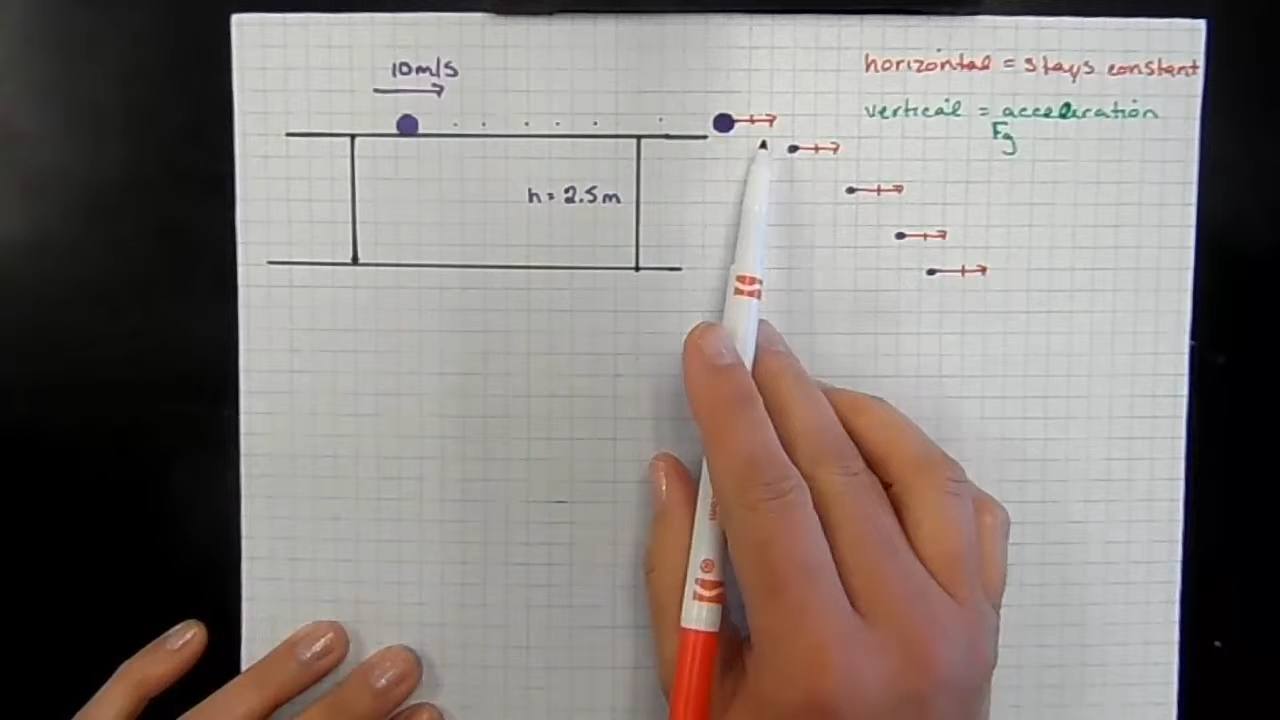 10m/s
horizontal = stays constant
vertical = acceleration
Fg
h = 2.5m